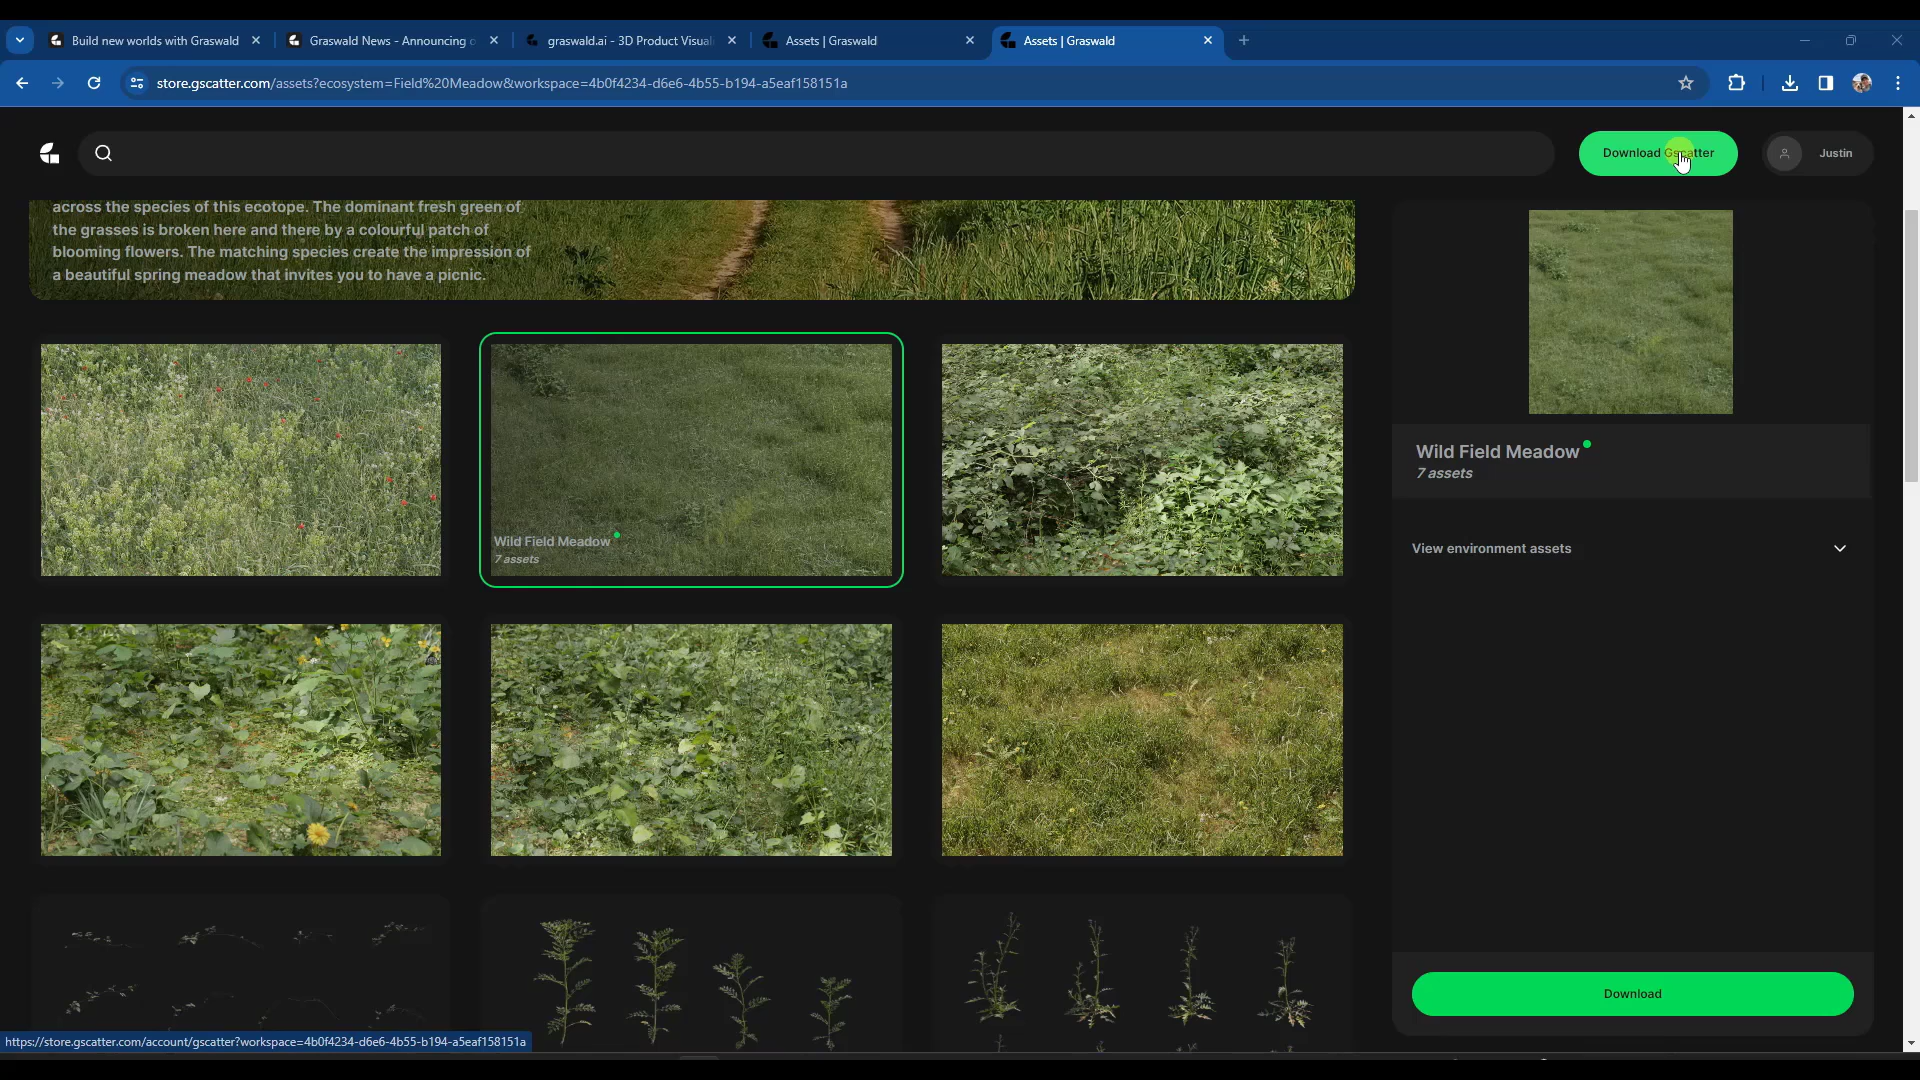 Build new worlds with Graswald
Graswald News - Announcing
graswald.ai - 3D Product Visual
Assets | Graswald
Assets | Graswald
store.gscatter.com/assets?ecosystem=Field%20Meadow&workspace=4b0f4234-d6e6-4b55-b194-a5eaf158151a
Download Gscatter
Justin
across the species of this ecotope. The dominant fresh green of
the grasses is broken here and there by a colourful patch of
blooming flowers. The matching species create the impression of
a beautiful spring meadow that invites you to have a picnic.
Wild Field Meadow
7 assets
Wild Field Meadow
7 assets
View environment assets
Download
https://store.gscatter.com/account/gscatter?workspace=4b0f4234-d6e6-4b55-b194-a5eaf158151a